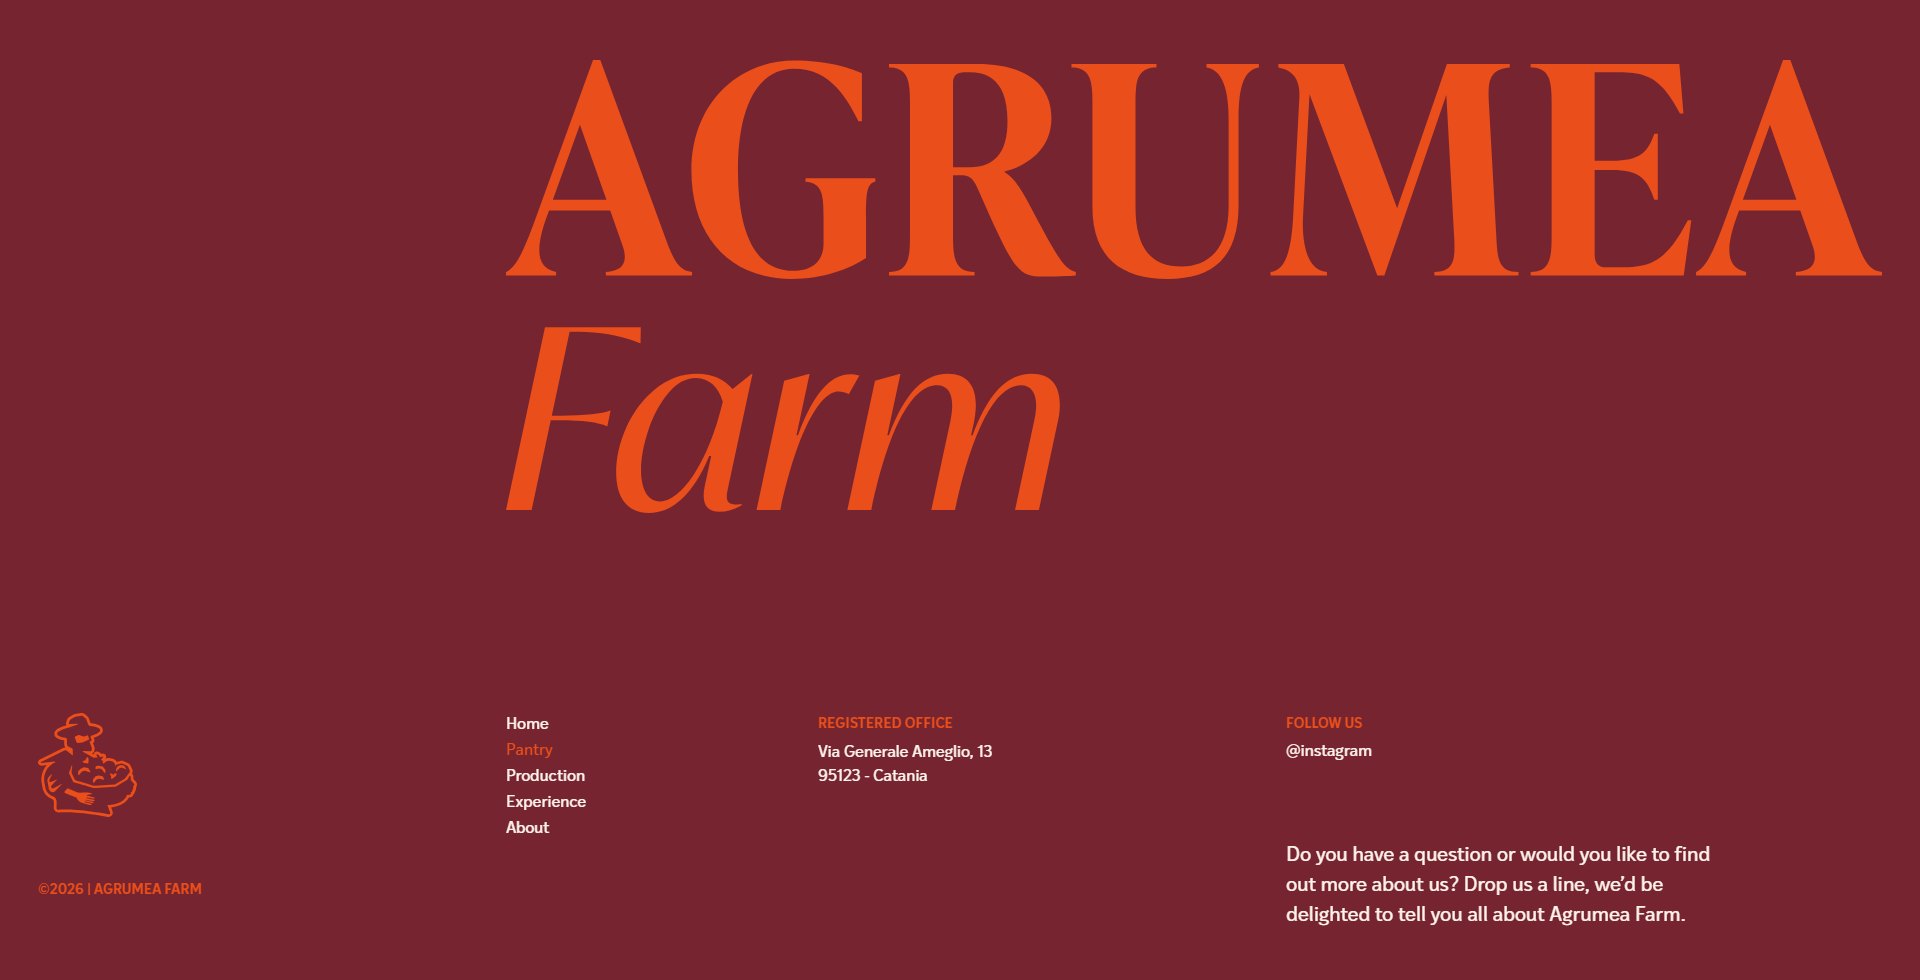 AGRUMEA
Farm
Home
Pantry
Production
Experience
About
REGISTERED OFFICE
Via Generale Ameglio, 13
95123 - Catania
FOLLOW US
@instagram
Do you have a question or would you like to find
out more about us? Drop us a line, we’d be
delighted to tell you all about Agrumea Farm.
©2026 | AGRUMEA FARM